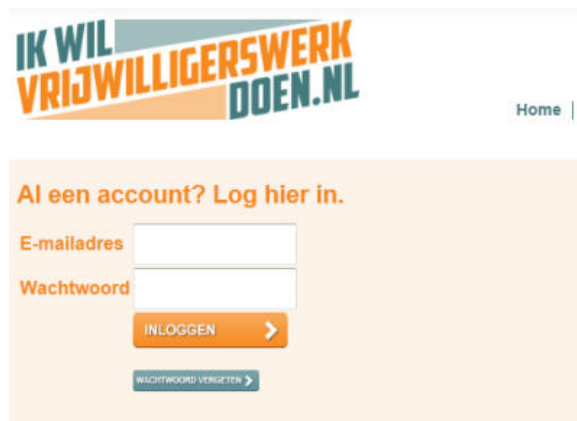 IK WIL
VRIJWILLIGERSWERK
DOEN.NL
Home |
Al een account? Log hier in.
E-mailadres
Wachtwoord
INLOGGEN
WACHTWOORD VERGETEN